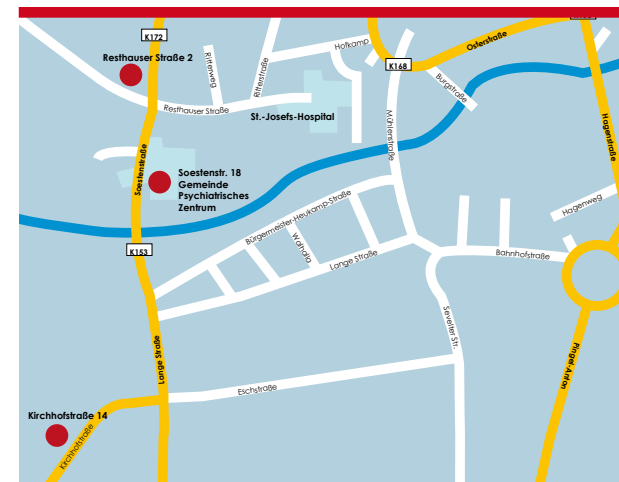 K172
Hofkamp
Osterstraße
Resthauser Straße 2
Ritterweg
Ritterstraße
K168
Burgstraße
Resthauser Straße
St.-Josefs-Hospital
Mühlenstraße
Hagenstraße
Soestenstraße
Soestenstr. 18
Gemeinde
Psychiatrisches
Zentrum
Hagenweg
Bürgermeister-Heukamp-Straße
Walhalla
K153
Lange Straße
Bahnhofstraße
Sevelter Str.
Lange Straße
Pingel-Anton
Eschstraße
Kirchhofstraße 14
Kirchhofstraße